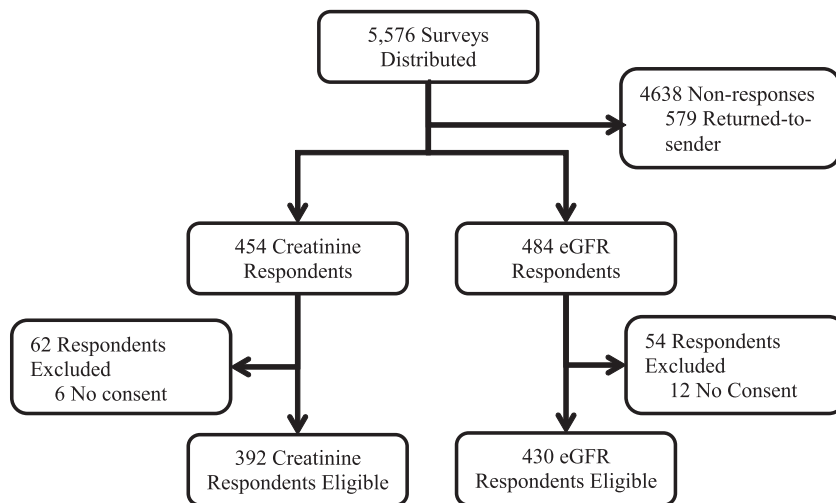 5,576 Surveys
Distributed
4638 Non-responses
579 Returned-to-
sender
454 Creatinine
Respondents
484 eGFR
Respondents
62 Respondents
Excluded
6 No consent
54 Respondents
Excluded
12 No Consent
392 Creatinine
Respondents Eligible
430 eGFR
Respondents Eligible